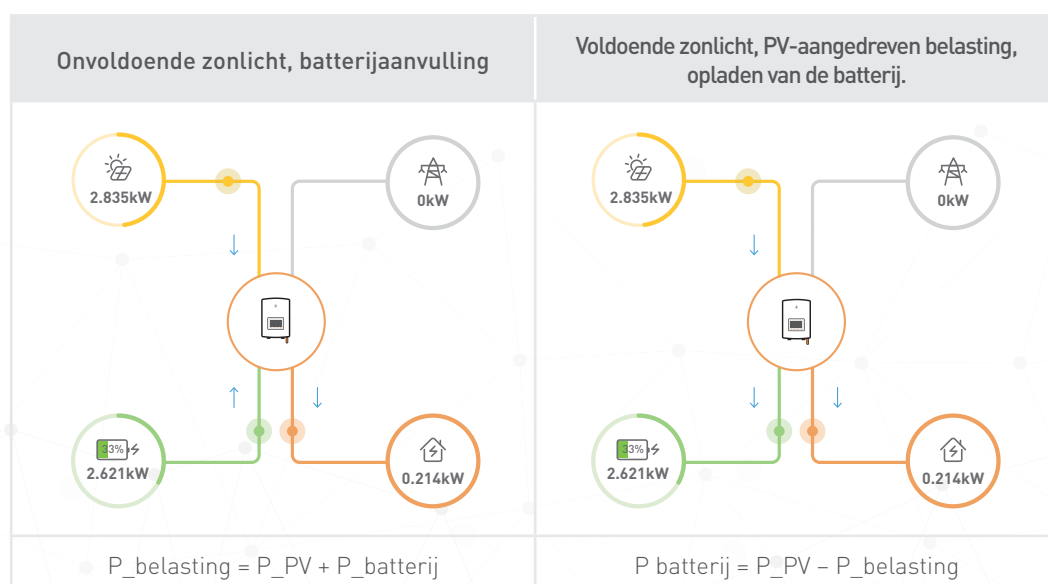 Onvoldoende zonlicht, batterijaanvulling
Voldoende zonlicht, PV-aangedreven belasting,
opladen van de batterij.
2.835kW
0kW
33%
2.621kW
0.214kW
P_belasting = P_PV + P_batterij
2.835kW
0kW
33%
2.621kW
0.214kW
P batterij = P_PV – P_belasting